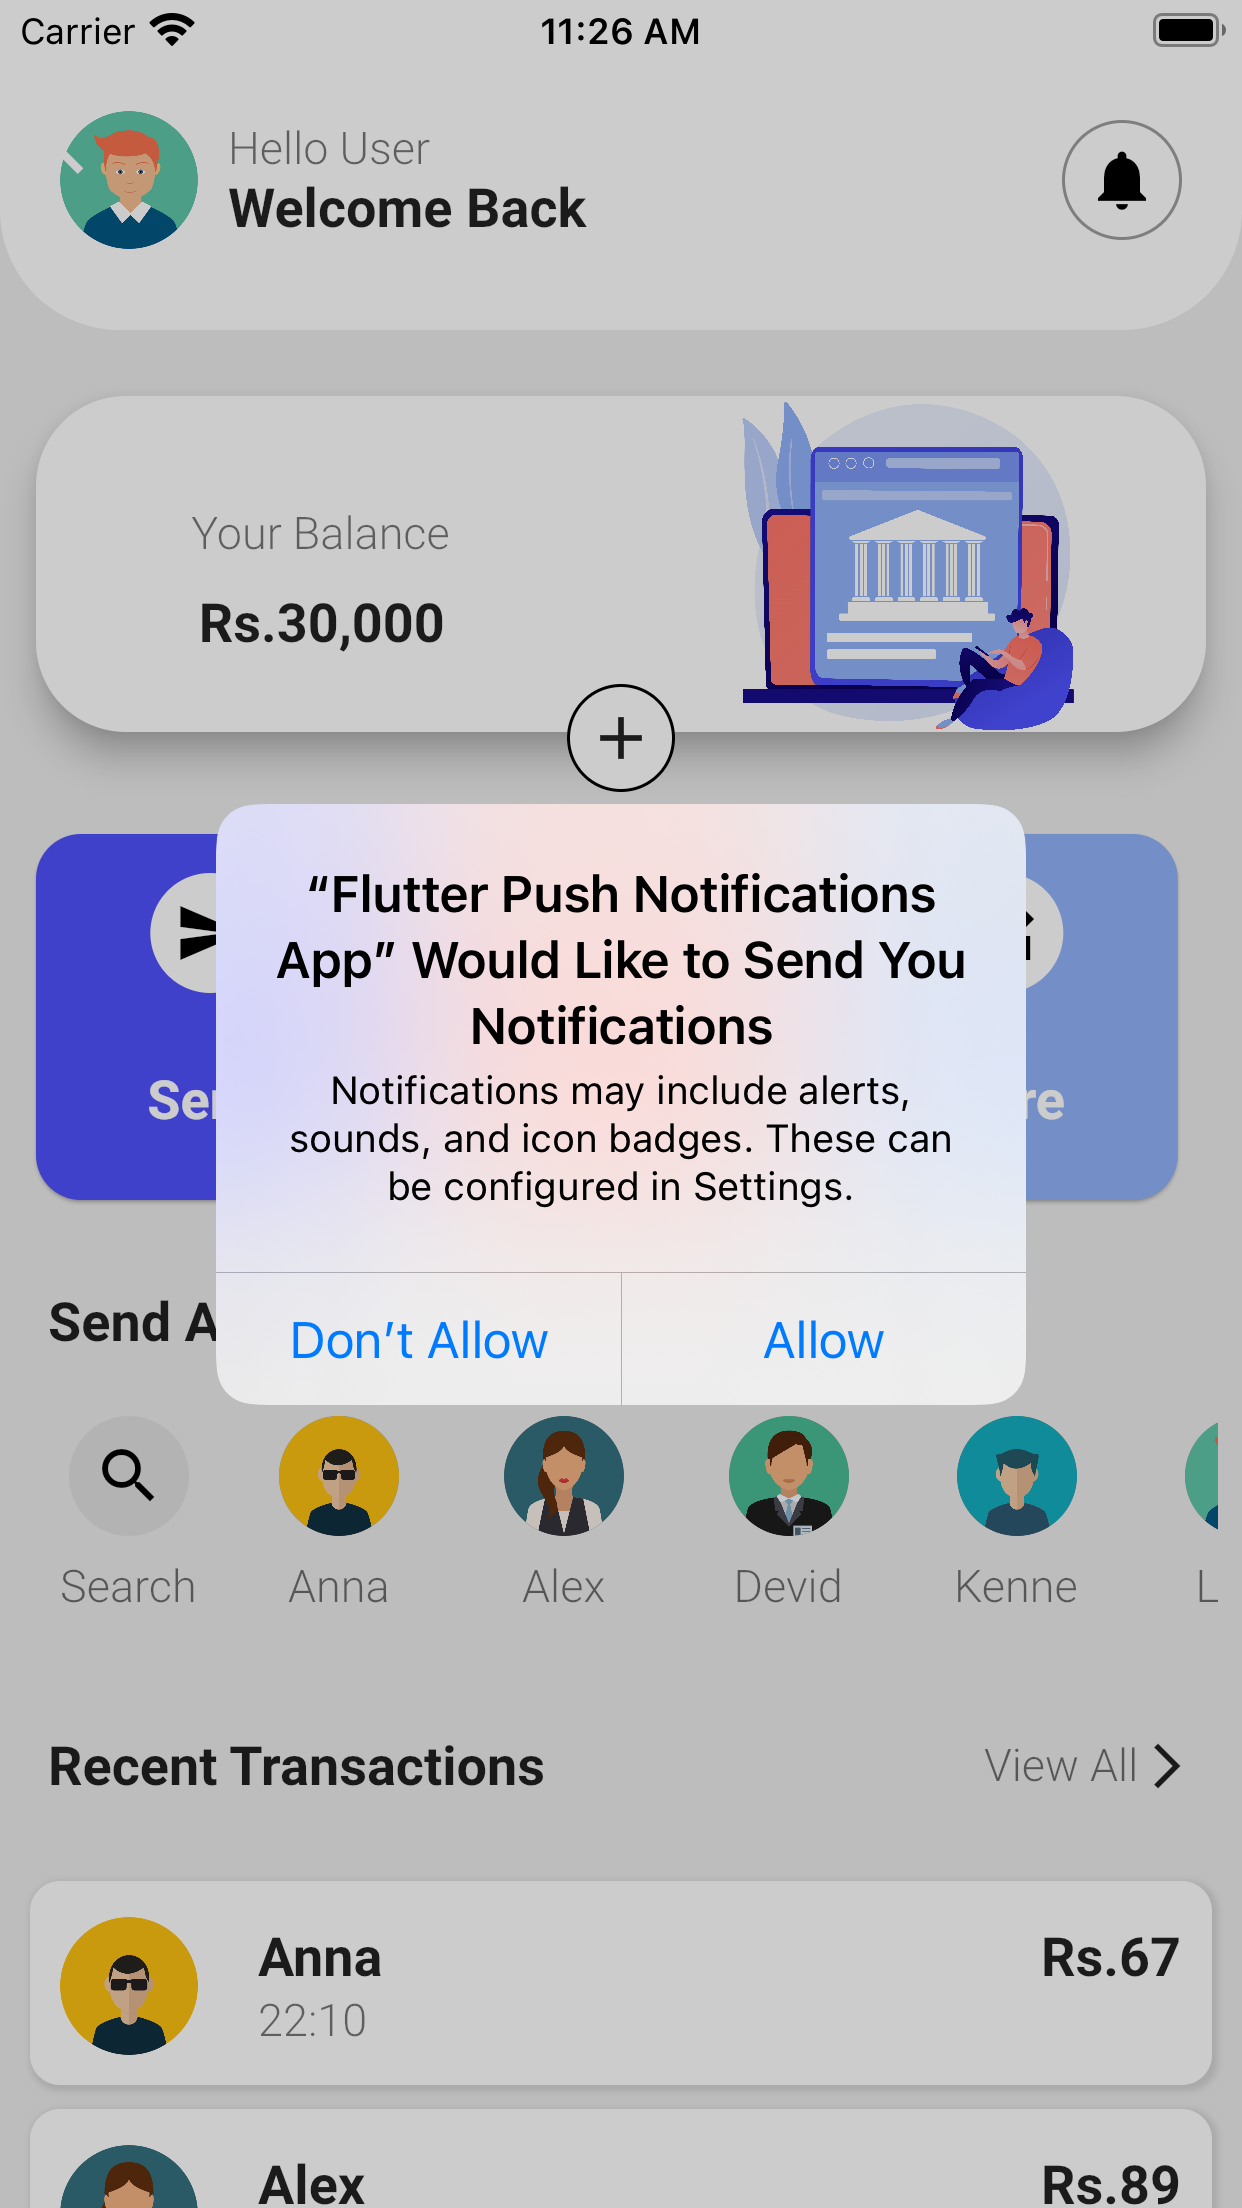 Carrier
11:26 AM
Hello User
Welcome Back
Your Balance
Rs.30,000
“Flutter Push Notifications
App” Would Like to Send You
Notifications
Notifications may include alerts,
sounds, and icon badges. These can
be configured in Settings.
Don’t Allow
Allow
Send A
Search
Anna
Alex
Devid
Kenne
L
Recent Transactions
View All
Anna
Rs.67
22:10
Alex
Rs.89